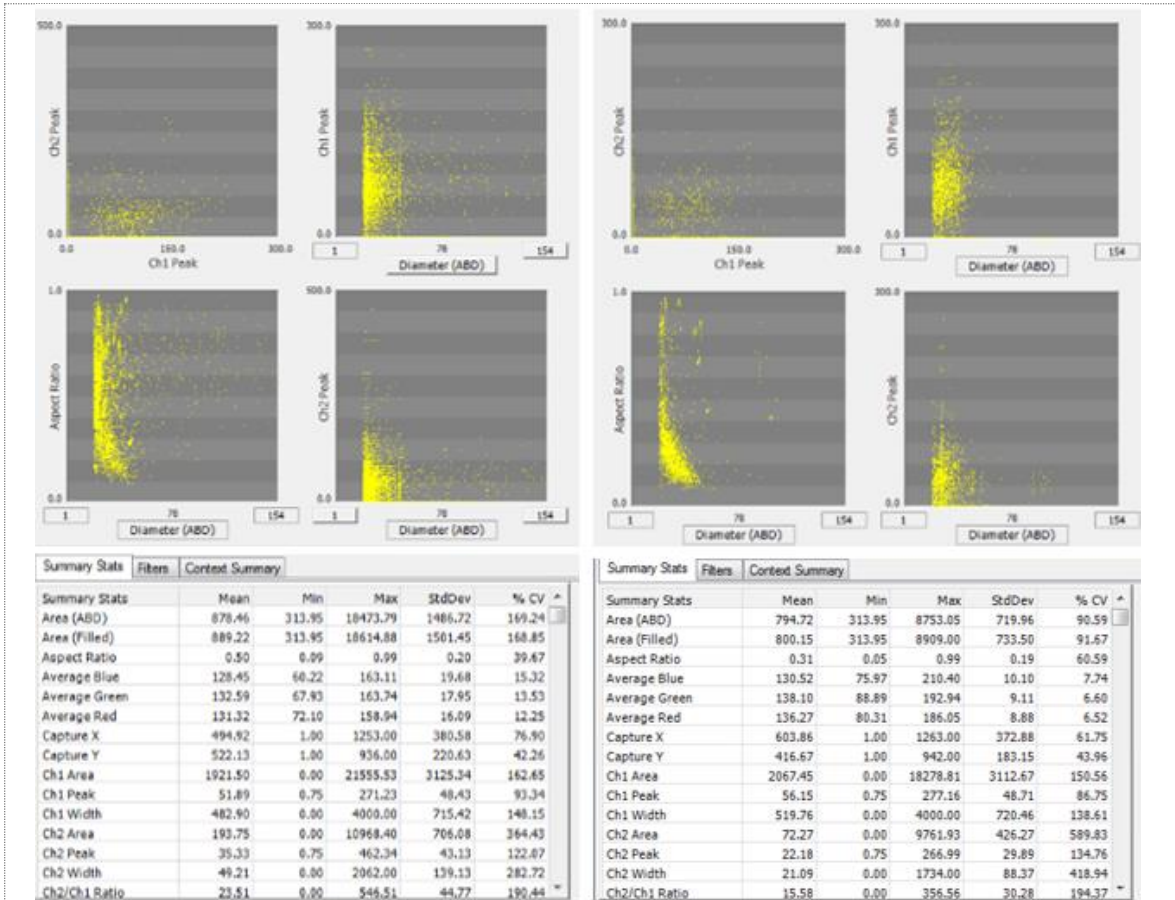 500.0
Ch2 Peak
0.0
0.0 150.0 300.0
Ch1 Peak
300.0
Ch1 Peak
0.0
1 78 154
Diameter (ABD)
1.0
Aspect Ratio
0.0
1 78 154
Diameter (ABD)
500.0
Ch2 Peak
0.0
1 78 154
Diameter (ABD)
300.0
Ch2 Peak
0.0
0.0 150.0 300.0
Ch1 Peak
300.0
Ch1 Peak
0.0
1 78 154
Diameter (ABD)
1.0
Aspect Ratio
0.0
1 78 154
Diameter (ABD)
300.0
Ch2 Peak
0.0
1 78 154
Diameter (ABD)
Summary Stats Filters Context Summary
Summary Stats Mean Min Max StdDev % CV
Area (ABD) 878.46 313.95 18473.79 1486.72 169.24
Area (Filled) 889.22 313.95 18614.88 1501.45 168.85
Aspect Ratio 0.50 0.09 0.99 0.20 39.67
Average Blue 128.45 60.22 163.11 19.68 15.32
Average Green 132.59 67.93 163.74 17.95 13.53
Average Red 131.32 72.10 158.94 16.09 12.25
Capture X 494.92 1.00 1253.00 380.58 76.90
Capture Y 522.13 1.00 936.00 220.63 42.26
Ch1 Area 1921.50 0.00 21555.53 3125.34 162.65
Ch1 Peak 51.89 0.75 271.23 48.43 93.34
Ch1 Width 482.90 0.00 4000.00 715.42 148.15
Ch2 Area 193.75 0.00 10968.40 706.08 364.43
Ch2 Peak 35.33 0.75 462.34 43.13 122.07
Ch2 Width 49.21 0.00 2062.00 139.13 282.72
Ch2/Ch1 Ratio 23.51 0.00 546.51 44.77 190.44
Summary Stats Filters Context Summary
Summary Stats Mean Min Max StdDev % CV
Area (ABD) 794.72 313.95 8753.05 719.96 90.59
Area (Filled) 800.15 313.95 8909.00 733.50 91.67
Aspect Ratio 0.31 0.05 0.99 0.19 60.59
Average Blue 130.52 75.97 210.40 10.10 7.74
Average Green 138.10 88.89 192.94 9.11 6.60
Average Red 136.27 80.31 186.05 8.88 6.52
Capture X 603.86 1.00 1263.00 372.88 61.75
Capture Y 416.67 1.00 942.00 183.15 43.96
Ch1 Area 2067.45 0.00 18278.81 3112.67 150.56
Ch1 Peak 56.15 0.75 277.16 48.71 86.75
Ch1 Width 519.76 0.00 4000.00 720.46 138.61
Ch2 Area 72.27 0.00 9761.93 426.27 589.83
Ch2 Peak 22.18 0.75 266.99 29.89 134.76
Ch2 Width 21.09 0.00 1734.00 88.37 418.94
Ch2/Ch1 Ratio 15.58 0.00 356.56 30.28 194.37